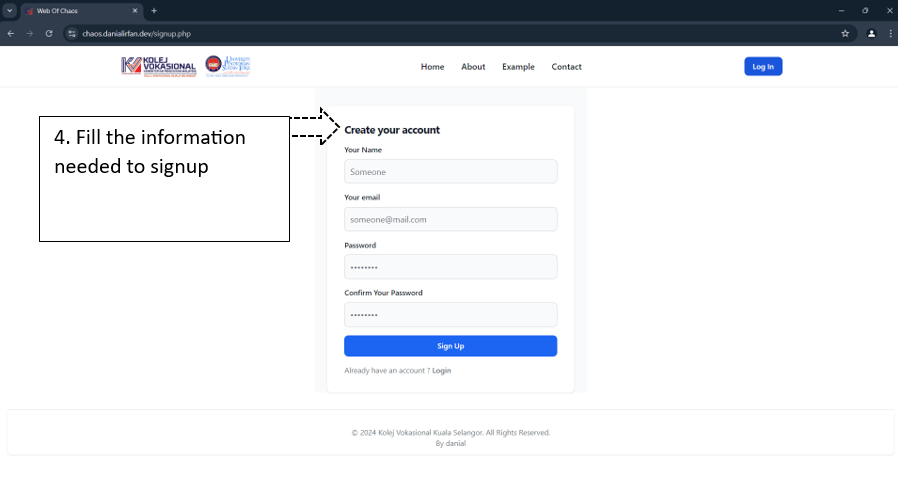 Web Of Chaos
chaos.danialirfan.dev/signup.php
KOLEJ
VOKASIONAL
Home About Example Contact
Log In
4. Fill the information
needed to signup
Create your account
Your Name
Someone
Your email
someone@mail.com
Password
••••••••
Confirm Your Password
••••••••
Sign Up
Already have an account ? Login
© 2024 Kolej Vokasional Kuala Selangor. All Rights Reserved.
By danial